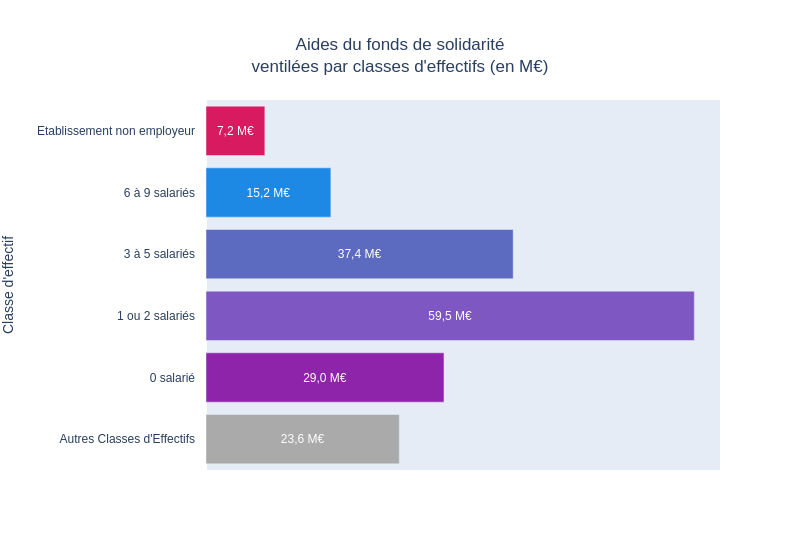 Aides du fonds de solidarité
ventilées par classes d'effectifs (en M€)
Classe d'effectif
Etablissement non employeur
7,2 M€
6 à 9 salariés
15,2 M€
3 à 5 salariés
37,4 M€
1 ou 2 salariés
59,5 M€
0 salarié
29,0 M€
Autres Classes d'Effectifs
23,6 M€